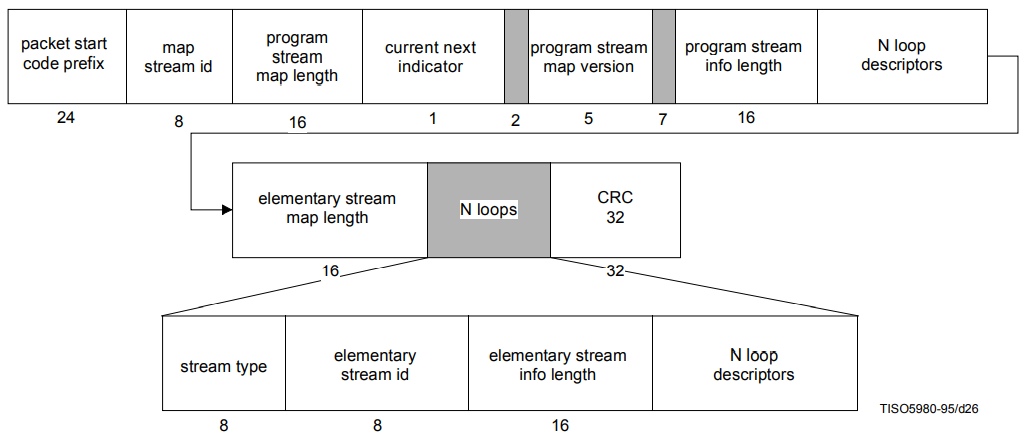 packet start
code prefix
map
stream id
program
stream
map length
current next
indicator
program stream
map version
program stream
info length
N loop
descriptors
24
8
16
1
2
5
7
16
elementary stream
map length
N loops
CRC
32
16
32
stream type
elementary
stream id
elementary stream
info length
N loop
descriptors
8
8
16
TISO5980-95/d26